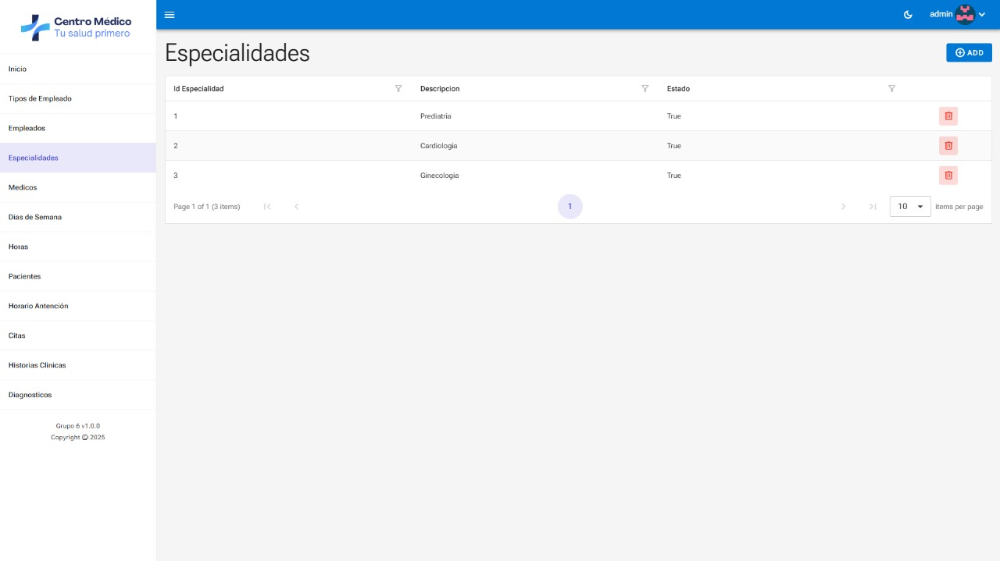 Centro Médico
Tu salud primero
admin
Inicio
Tipos de Empleado
Empleados
Especialidades
Medicos
Dias de Semana
Horas
Pacientes
Horario Antención
Citas
Historias Clinicas
Diagnosticos
Grupo 6 v1.0.0
Copyright © 2025
Especialidades
ADD
Id Especialidad Descripcion Estado
1 Prediatria True
2 Cardiologia True
3 Ginecologia True
Page 1 of 1 (3 items) 1 10 items per page